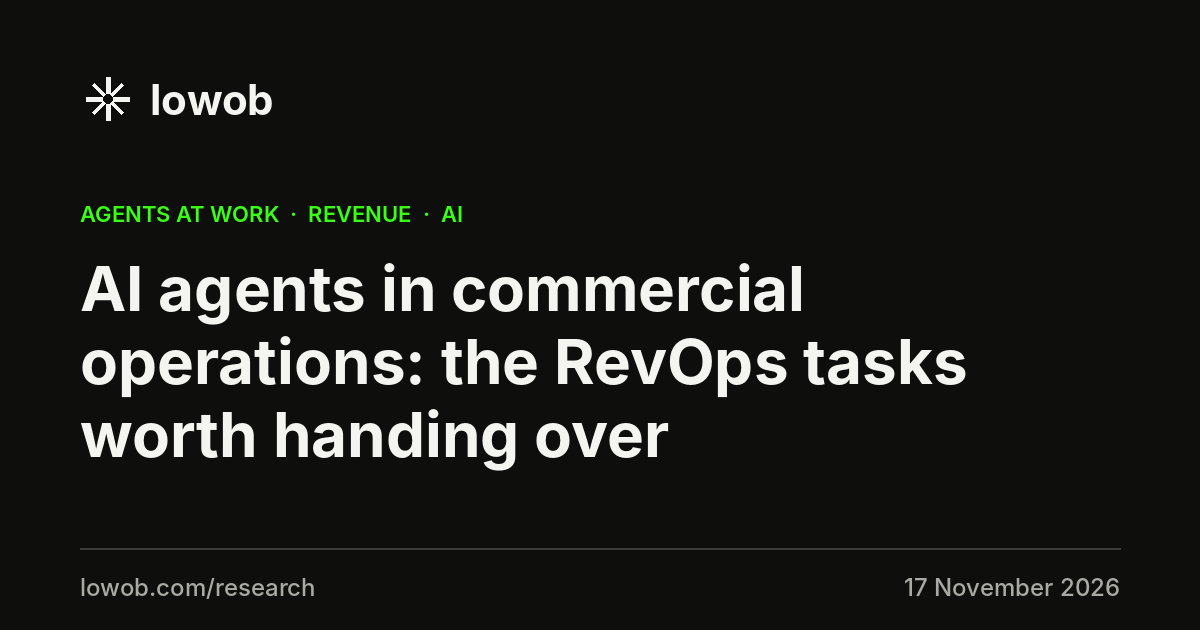 lowob
AGENTS AT WORK · REVENUE · AI
AI agents in commercial
operations: the RevOps tasks
worth handing over
lowob.com/research
17 November 2026